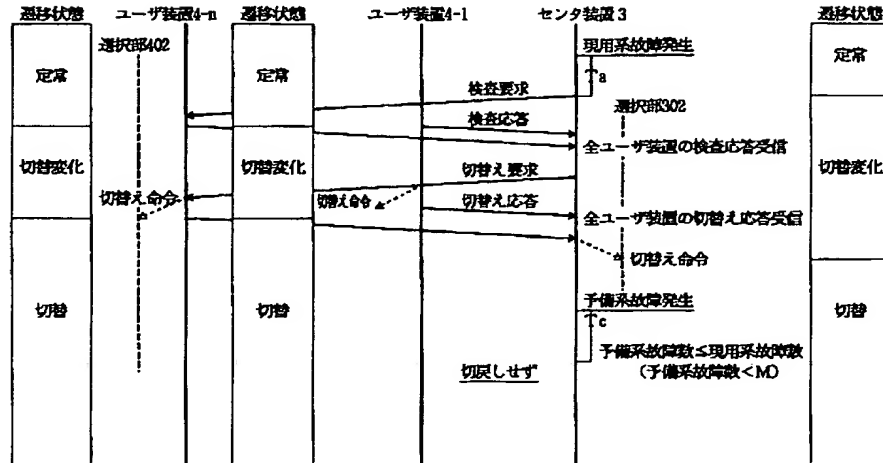 遷移状態 ユーザ装置4-n 遷移状態 ユーザ装置4-1 センタ装置3 遷移状態
選択部402 現用系故障発生
定常 定常 a 定常
検査要求
選択部302
検査応答
全ユーザ装置の検査応答受信
切替変化 切替変化 切替え要求 切替変化
切替え命令 切替え命令 切替え応答
全ユーザ装置の切替え応答受信
切替え命令
予備系故障発生
切替 切替 c 切替
予備系故障数≦現用系故障数
切戻しせず (予備系故障数<M)